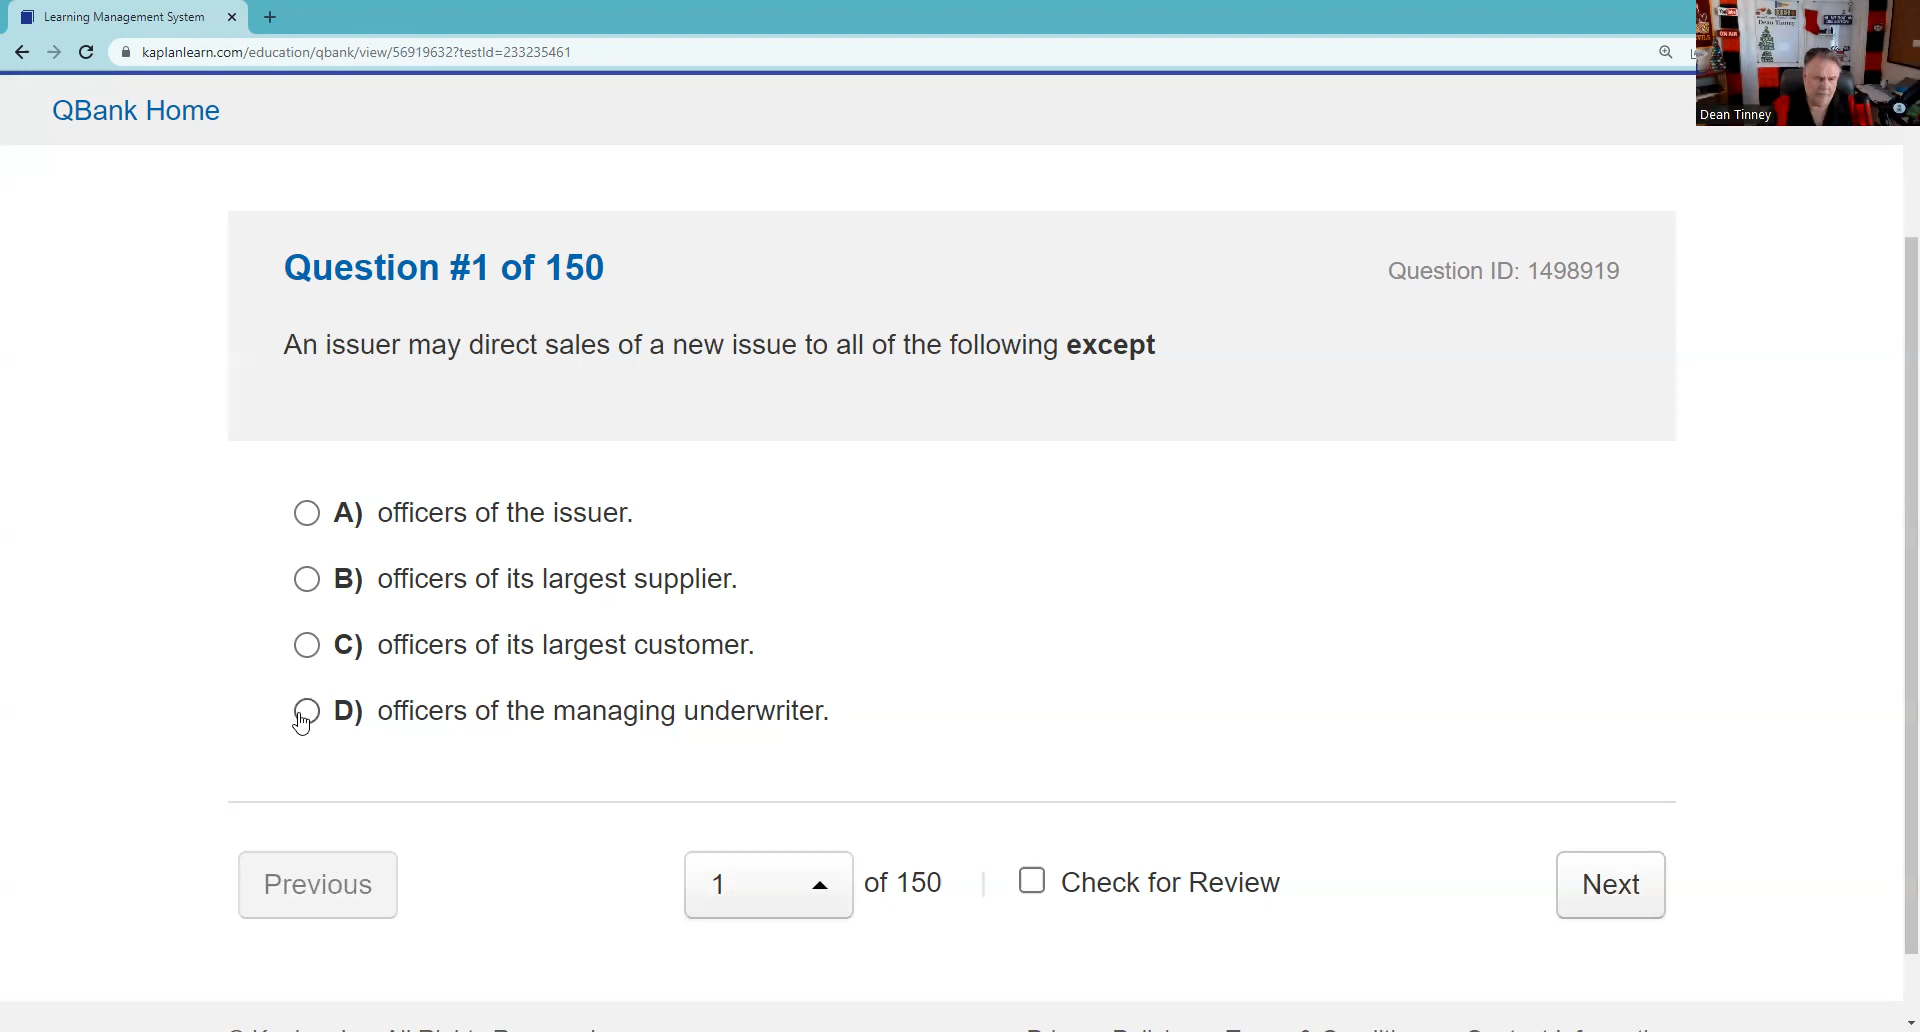 Learning Management System
kaplanlearn.com/education/qbank/view/56919632?testId=233235461
Dean Tinney
QBank Home
Question #1 of 150
Question ID: 1498919
An issuer may direct sales of a new issue to all of the following except
A) officers of the issuer.
B) officers of its largest supplier.
C) officers of its largest customer.
D) officers of the managing underwriter.
Previous
1 of 150
Check for Review
Next